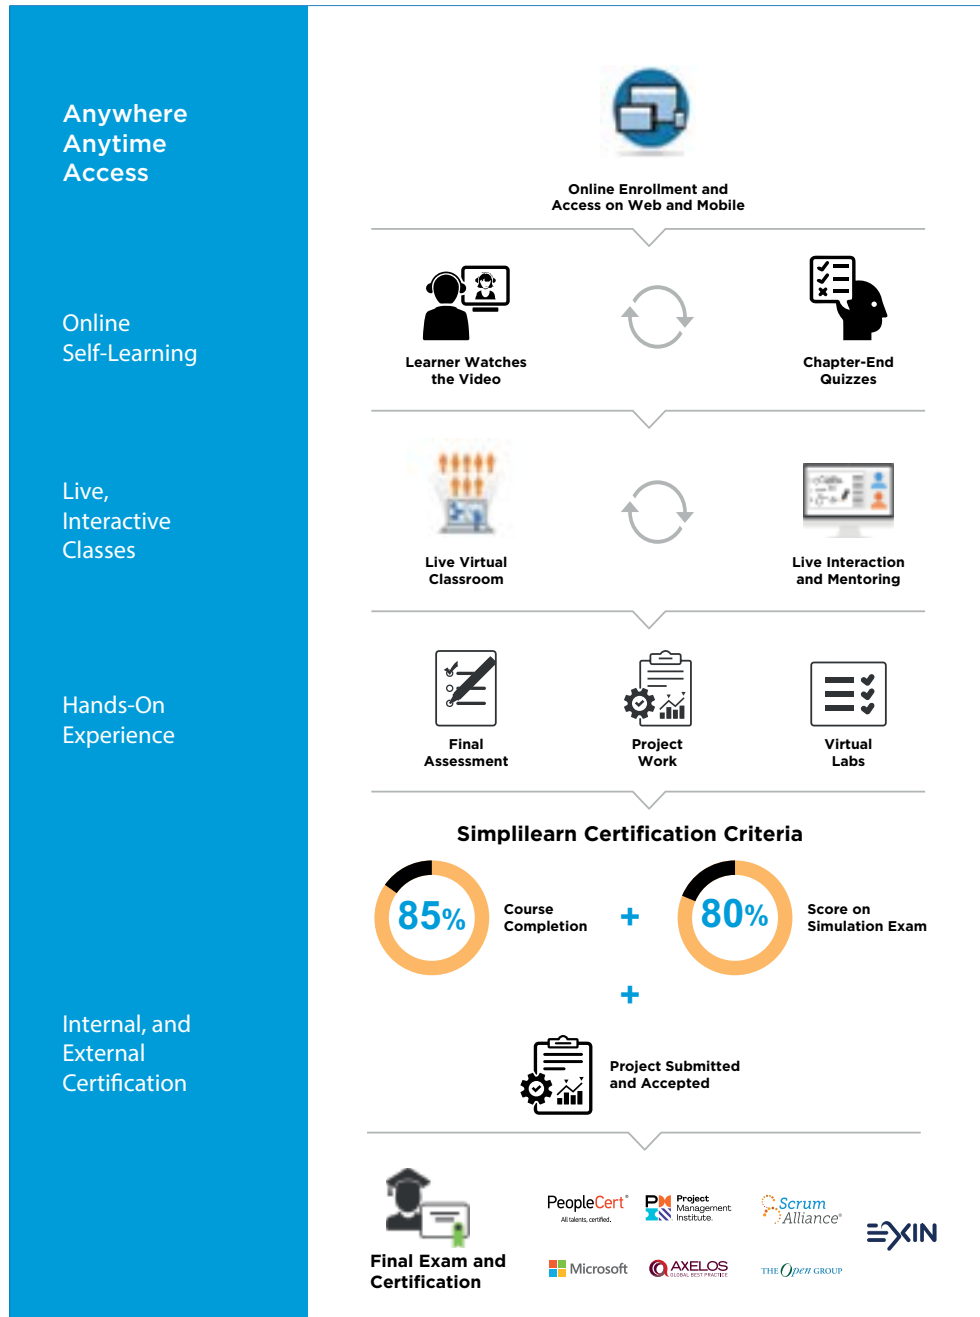 Anywhere
Anytime
Access
Online Enrollment and
Access on Web and Mobile
Online
Self-Learning
Learner Watches
the Video
Chapter-End
Quizzes
Live,
Interactive
Classes
Live Virtual
Classroom
Live Interaction
and Mentoring
Hands-On
Experience
Final
Assessment
Project
Work
Virtual
Labs
Simplilearn Certification Criteria
85%
Course
Completion
+
80%
Score on
Simulation Exam
+
Internal, and
External
Certification
Project Submitted
and Accepted
Final Exam and
Certification
PeopleCert®
All talents, certified.
Project
Management
Institute.
Scrum
Alliance®
EXIN
Microsoft
AXELOS
GLOBAL BEST PRACTICE
THE Open GROUP